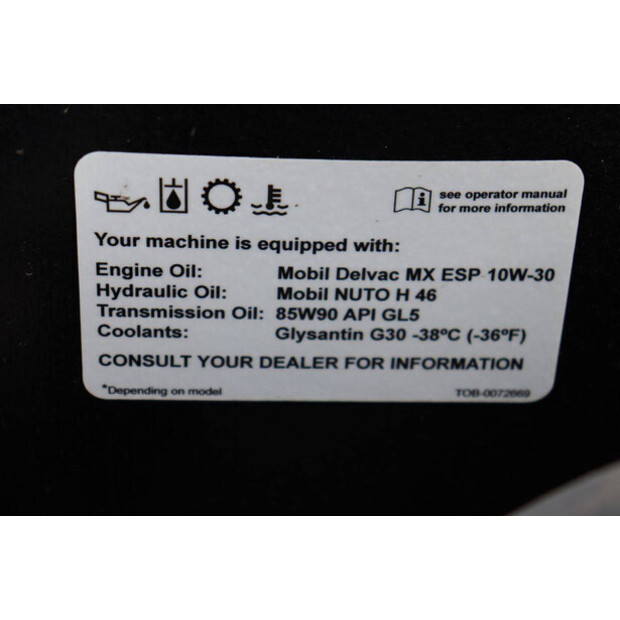 see operator manual
for more information
Your machine is equipped with:
Engine Oil: Mobil Delvac MX ESP 10W-30
Hydraulic Oil: Mobil NUTO H 46
Transmission Oil: 85W90 API GL5
Coolants: Glysantin G30 -38ºC (-36ºF)
CONSULT YOUR DEALER FOR INFORMATION
*Depending on model
TOB-0072669